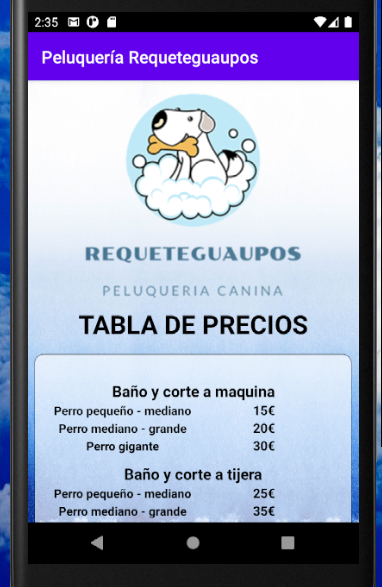 2:35
Peluquería Requeteguaupos
REQUETEGUAUPOS
PELUQUERIA CANINA
TABLA DE PRECIOS
Baño y corte a maquina
Perro pequeño - mediano 15€
Perro mediano - grande 20€
Perro gigante 30€
Baño y corte a tijera
Perro pequeño - mediano 25€
Perro mediano - grande 35€